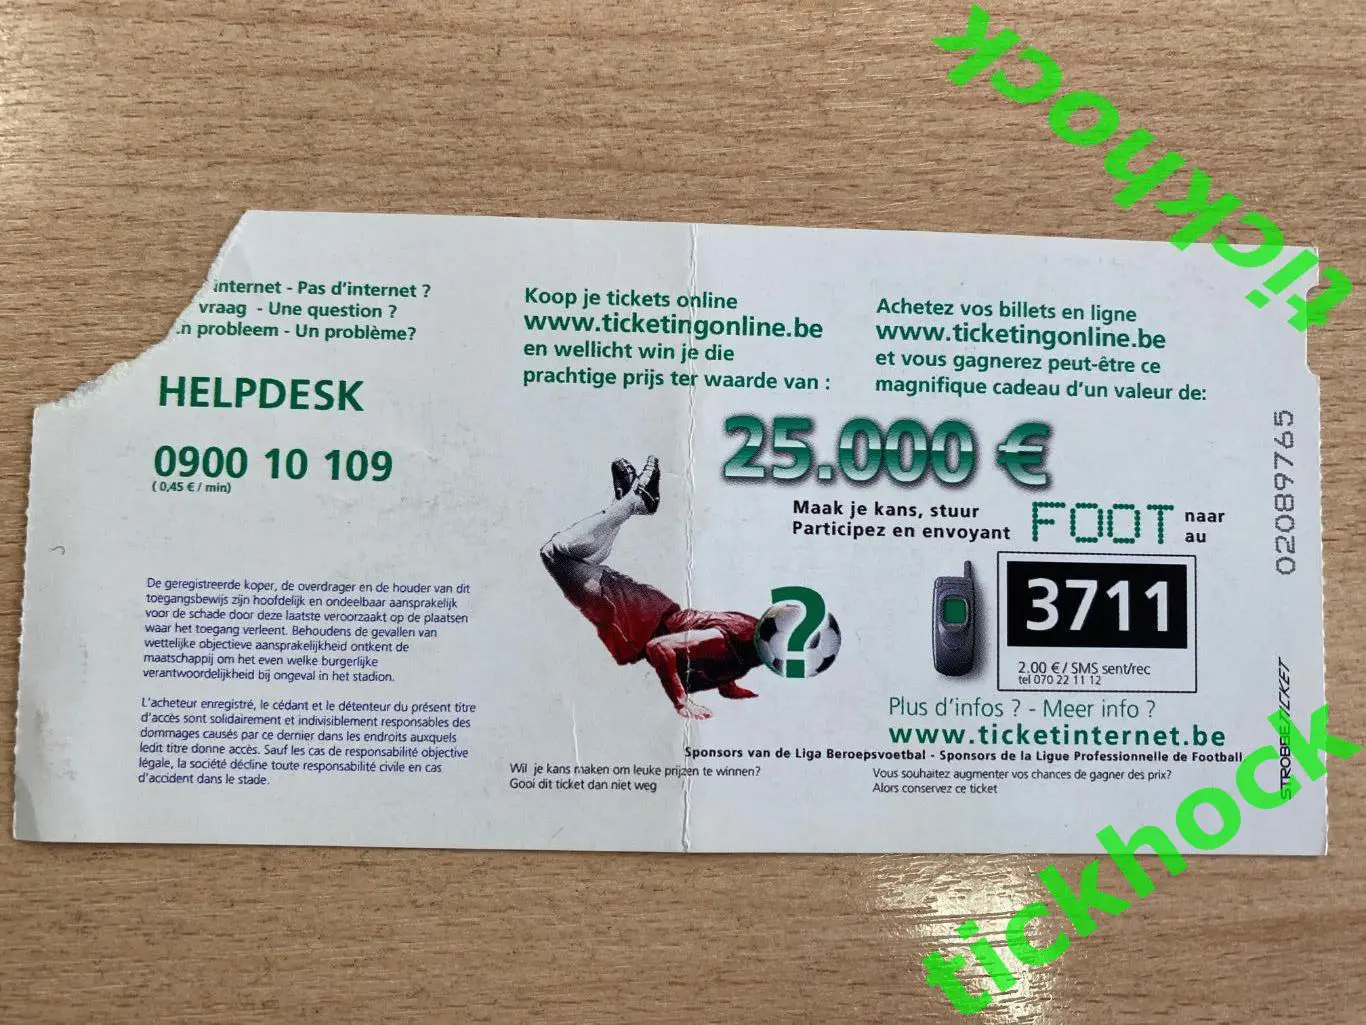 internet - Pas d'internet ?
vraag - Une question ?
n probleem - Un problème?
HELPDESK
0900 10 109
( 0,45 € / min)
De geregistreerde koper, de overdrager en de houder van dit
toegangsbewijs zijn hoofdelijk en ondeelbaar aansprakelijk
voor de schade door deze laatste veroorzaakt op de plaatsen
waar het toegang verleent. Behoudens de gevallen van
wettelijke objectieve aansprakelijkheid ontkent de
maatschappij om het even welke burgerlijke
verantwoordelijkheid bij ongeval in het stadion.
L'acheteur enregistré, le cédant et le détenteur du présent titre
d'accès sont solidairement et indivisiblement responsables des
dommages causés par ce dernier dans les endroits auxquels
ledit titre donne accès. Sauf les cas de responsabilité objective
légale, la société décline toute responsabilité civile en cas
d'accident dans le stade.
Koop je tickets online
www.ticketingonline.be
en wellicht win je die
prachtige prijs ter waarde van :
Achetez vos billets en ligne
www.ticketingonline.be
et vous gagnerez peut-être ce
magnifique cadeau d'un valeur de:
25.000 €
Maak je kans, stuur
Participez en envoyant
FOOT
naar
au
?
3711
2.00 € / SMS sent/rec
tel 070 22 11 12
Plus d'infos ? - Meer info ?
www.ticketinternet.be
Sponsors van de Liga Beroepsvoetbal - Sponsors de la Ligue Professionnelle de Football
Wil je kans maken om leuke prijzen te winnen?
Gooi dit ticket dan niet weg
Vous souhaitez augmenter vos chances de gagner des prix?
Alors conservez ce ticket
02089765
STROBBETICKET
tickhock
tickhock